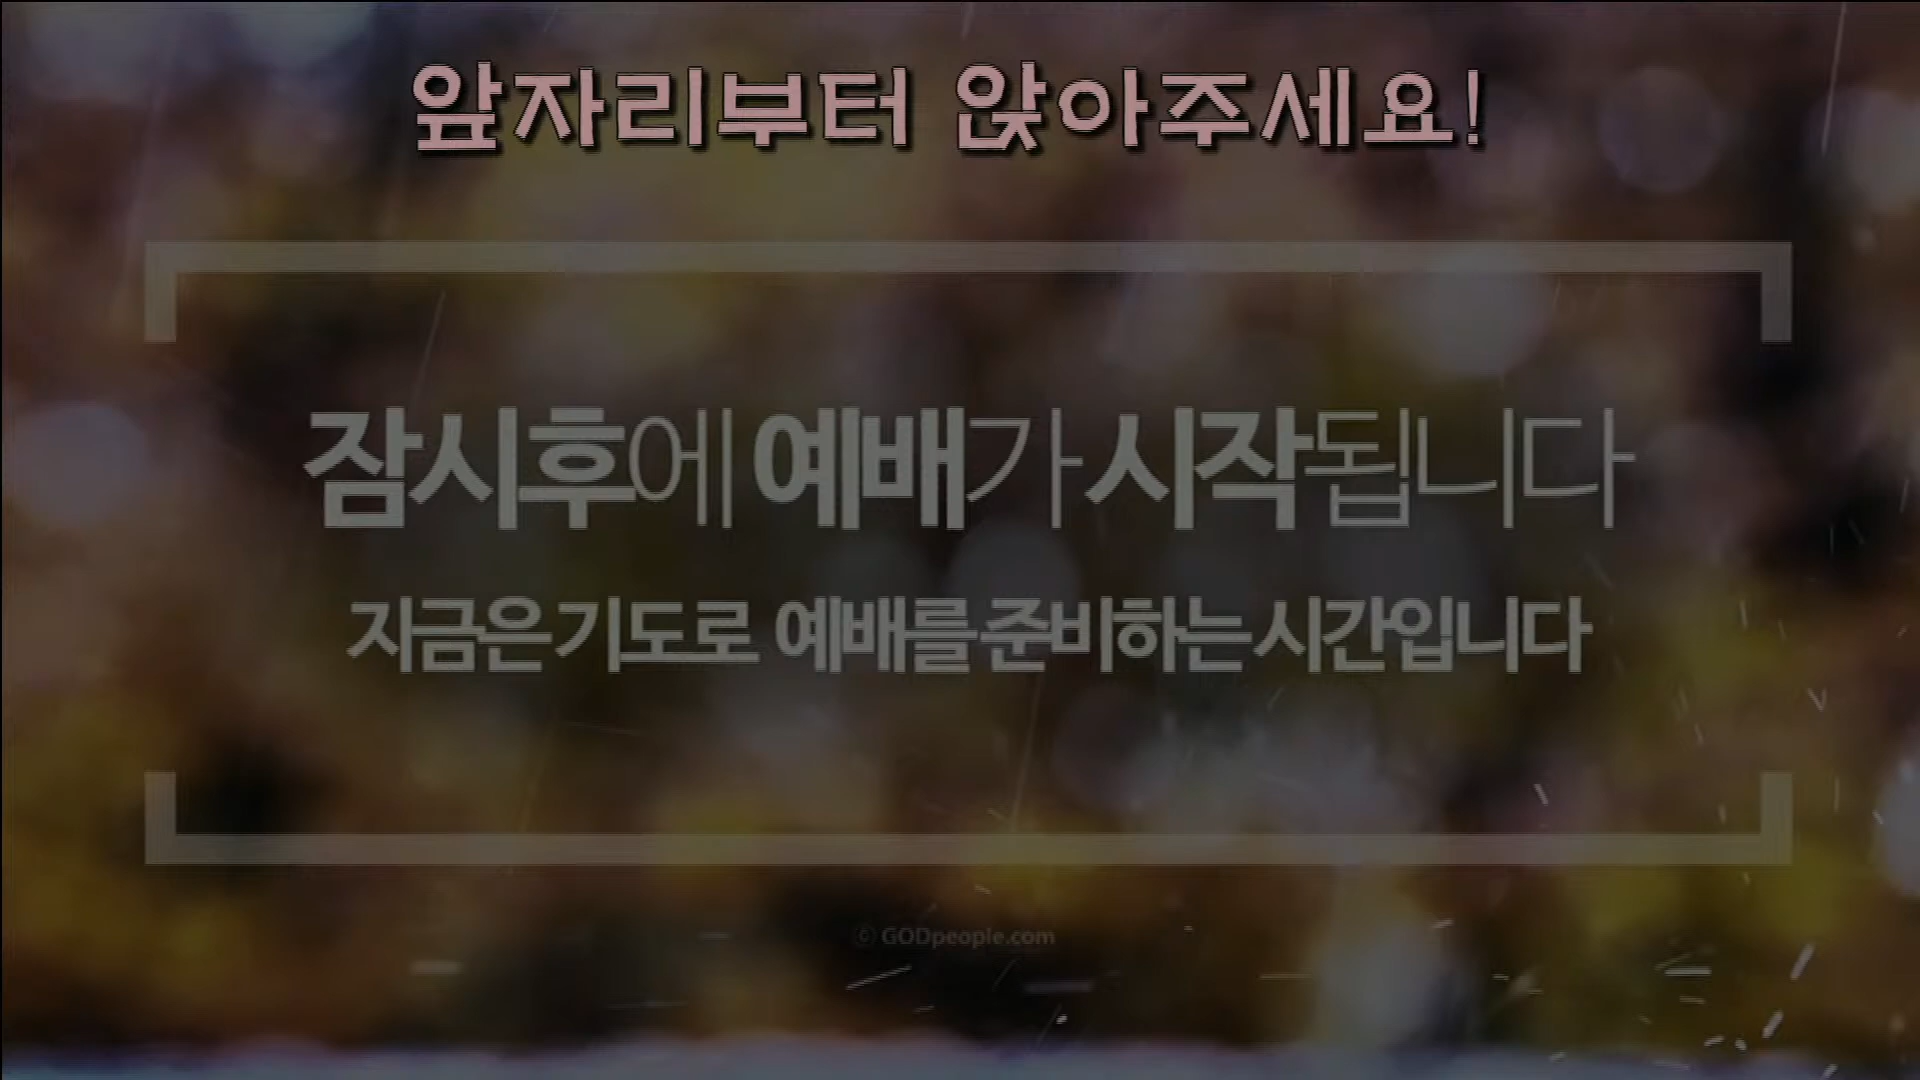 앞자리부터 앉아주세요!
잠시후에 예배가 시작됩니다
지금은 기도로 예배를 준비하는 시간입니다
ⓒ GODpeople.com